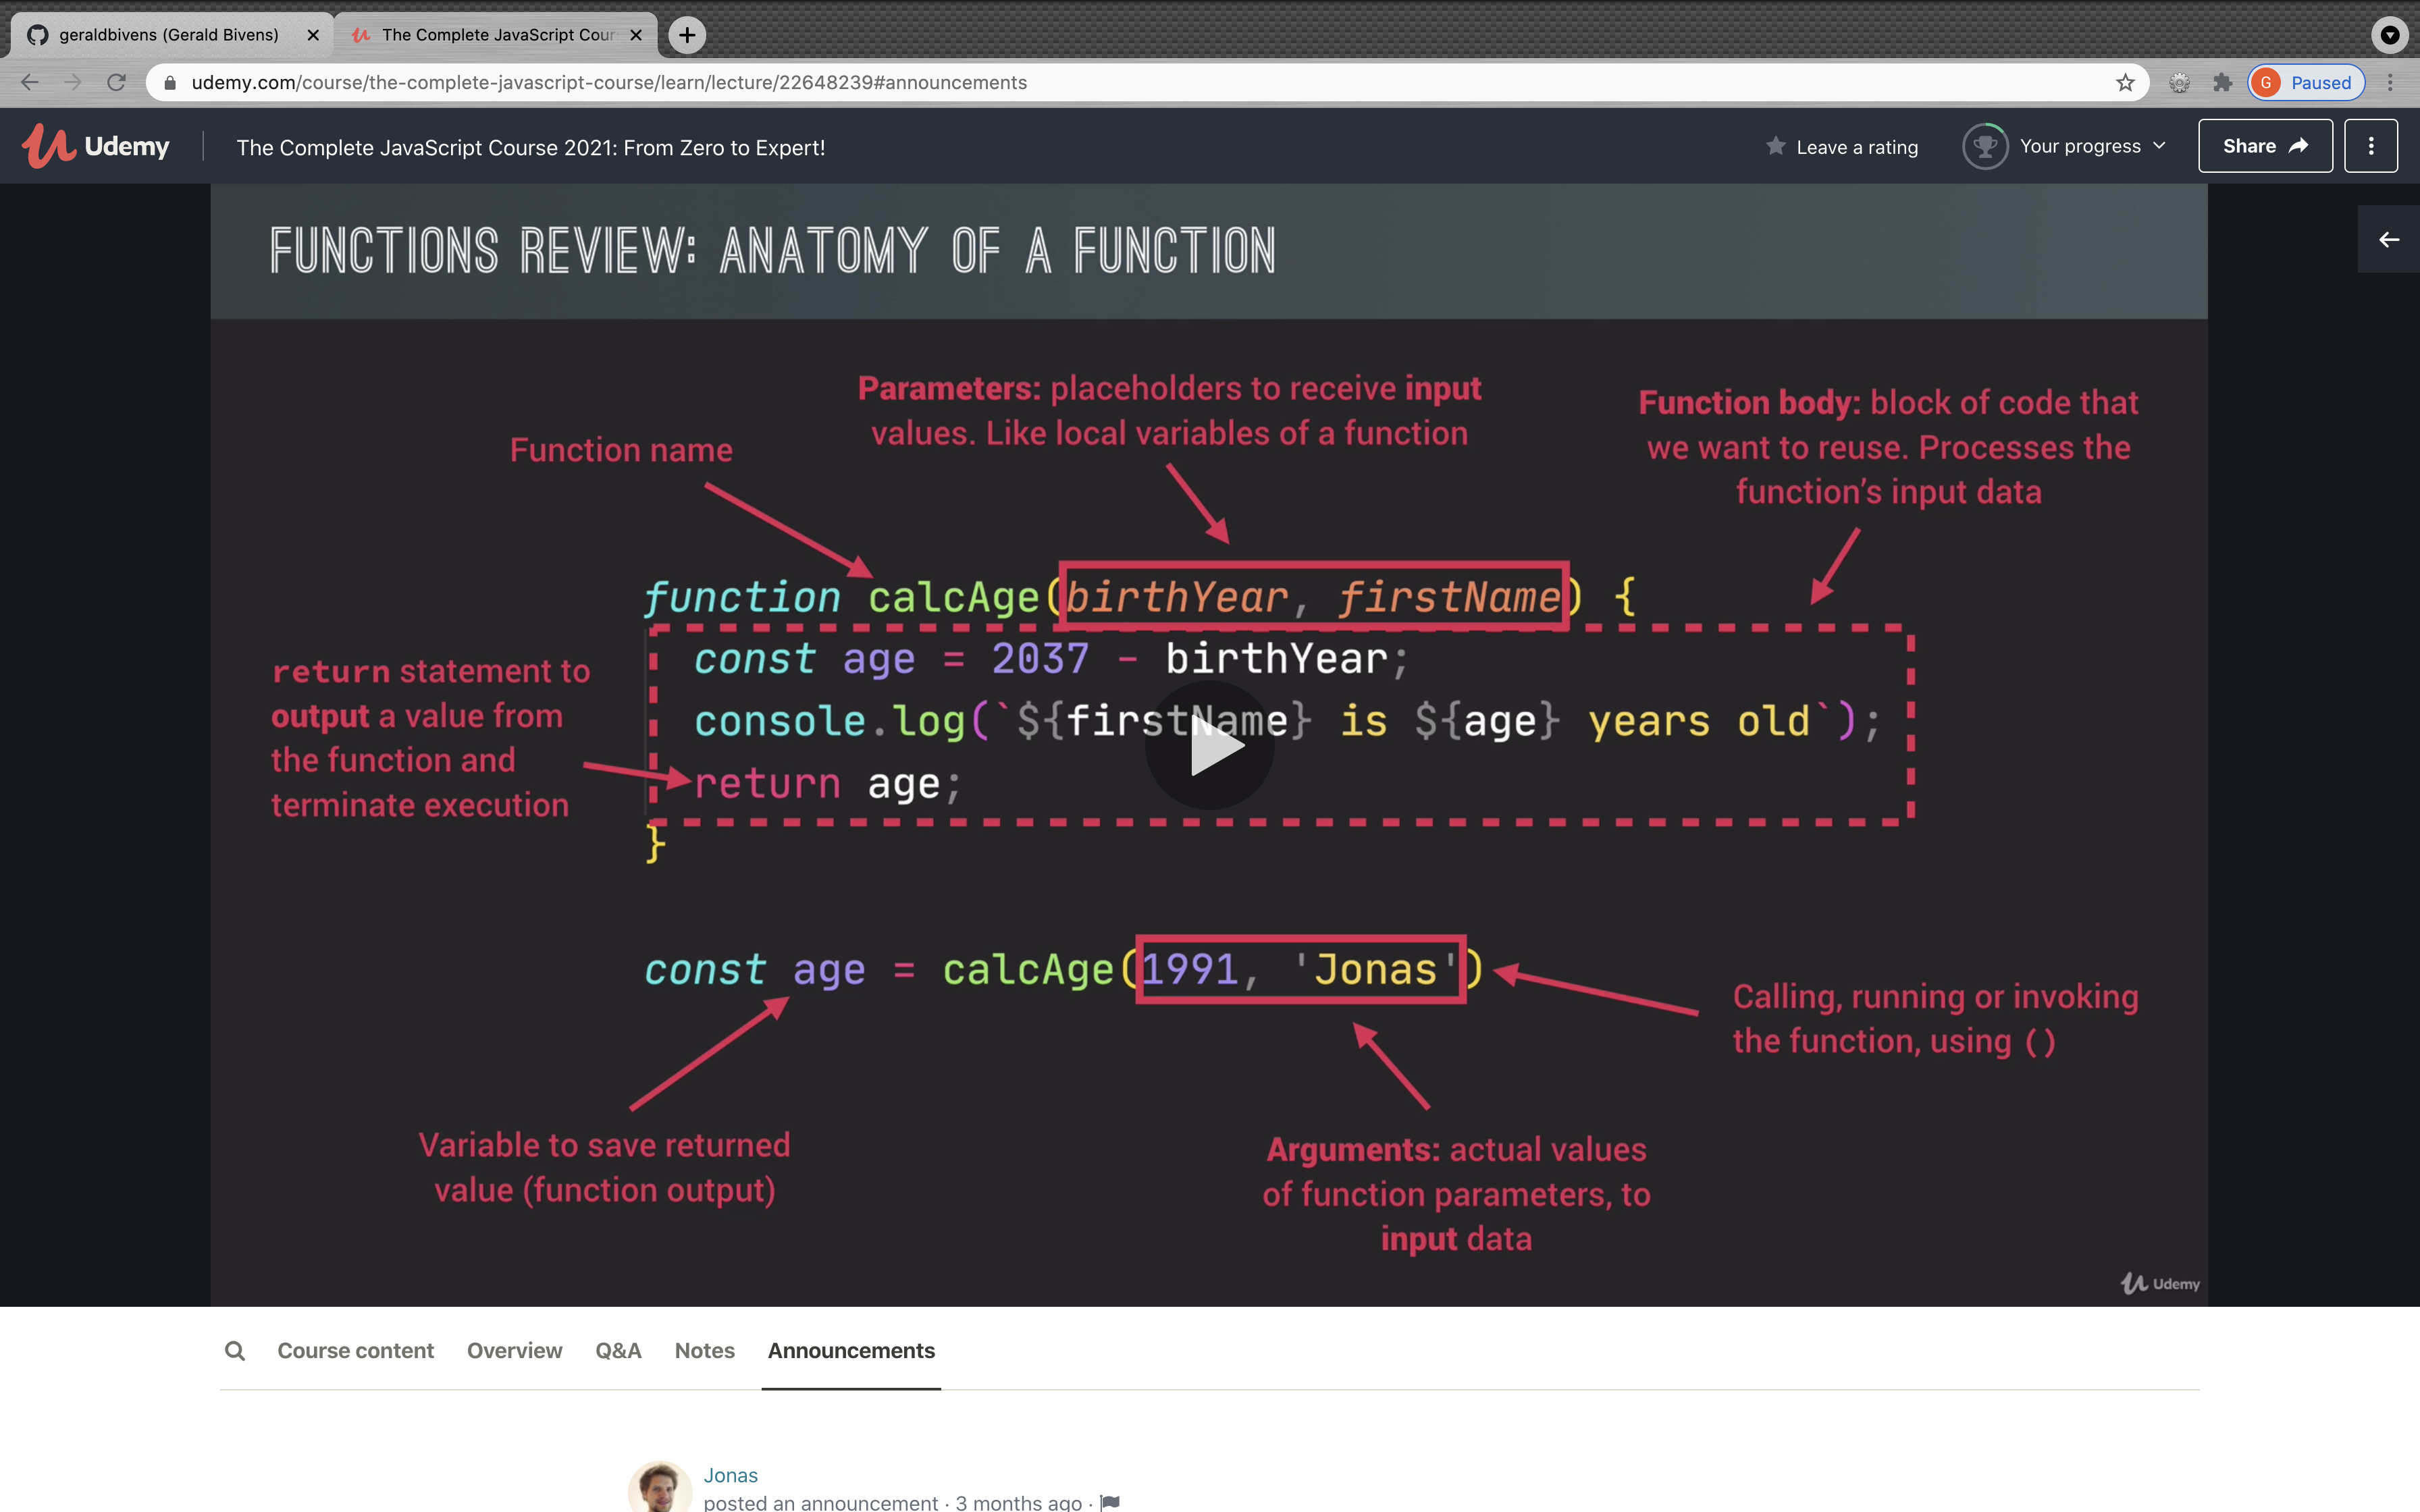 geraldbivens (Gerald Bivens)
The Complete JavaScript Cour
udemy.com/course/the-complete-javascript-course/learn/lecture/22648239#announcements
G Paused
Udemy
The Complete JavaScript Course 2021: From Zero to Expert!
Leave a rating
Your progress
Share
FUNCTIONS REVIEW: ANATOMY OF A FUNCTION
Function name
Parameters: placeholders to receive input
values. Like local variables of a function
Function body: block of code that
we want to reuse. Processes the
function’s input data
function calcAge(birthYear, firstName) {
const age = 2037 - birthYear;
console.log(`${firstName} is ${age} years old`);
return age;
}
return statement to
output a value from
the function and
terminate execution
const age = calcAge(1991, 'Jonas')
Calling, running or invoking
the function, using ()
Variable to save returned
value (function output)
Arguments: actual values
of function parameters, to
input data
Udemy
Course content
Overview
Q&A
Notes
Announcements
Jonas
posted an announcement · 3 months ago ·